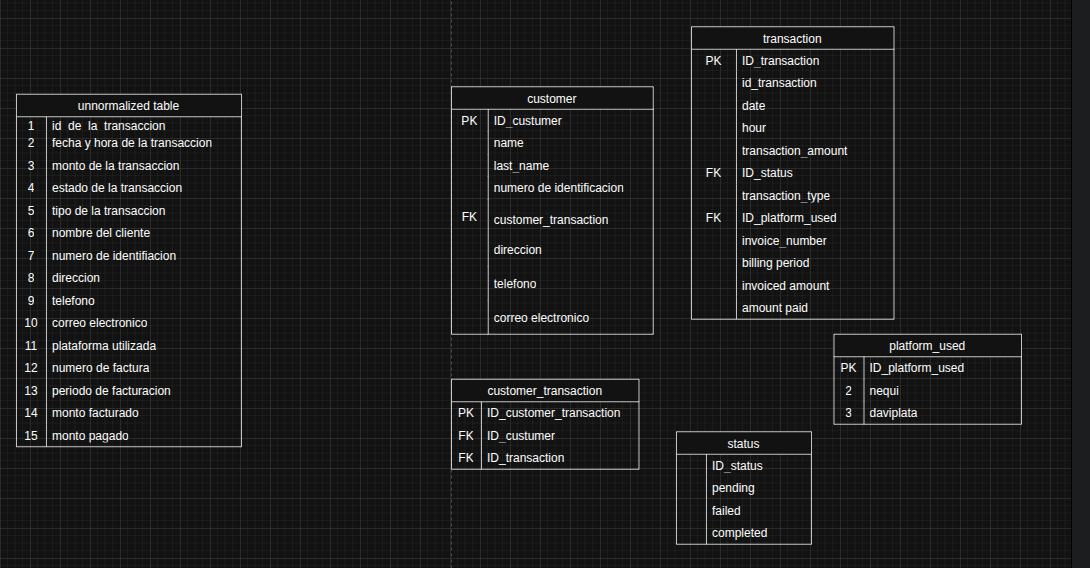 unnormalized table
1 id de la transaccion
2 fecha y hora de la transaccion
3 monto de la transaccion
4 estado de la transaccion
5 tipo de la transaccion
6 nombre del cliente
7 numero de identifiacion
8 direccion
9 telefono
10 correo electronico
11 plataforma utilizada
12 numero de factura
13 periodo de facturacion
14 monto facturado
15 monto pagado
customer
PK ID_custumer
name
last_name
numero de identificacion
FK customer_transaction
direccion
telefono
correo electronico
customer_transaction
PK ID_customer_transaction
FK ID_custumer
FK ID_transaction
transaction
PK ID_transaction
id_transaction
date
hour
transaction_amount
FK ID_status
transaction_type
FK ID_platform_used
invoice_number
billing period
invoiced amount
amount paid
platform_used
PK ID_platform_used
2 nequi
3 daviplata
status
ID_status
pending
failed
completed